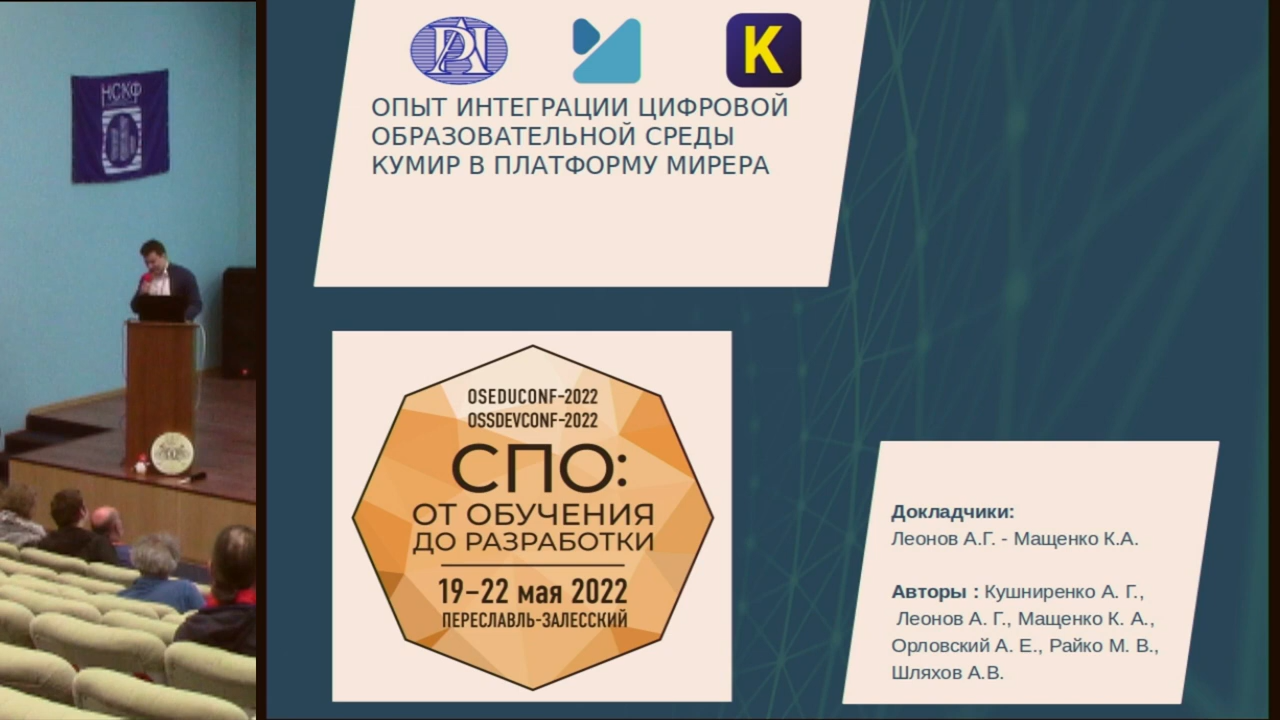 НСКФ
К
ОПЫТ ИНТЕГРАЦИИ ЦИФРОВОЙ
ОБРАЗОВАТЕЛЬНОЙ СРЕДЫ
КУМИР В ПЛАТФОРМУ МИРЕРА
OSEDUCONF-2022
OSSDEVCONF-2022
СПО:
ОТ ОБУЧЕНИЯ
ДО РАЗРАБОТКИ
19–22 мая 2022
ПЕРЕСЛАВЛЬ-ЗАЛЕССКИЙ
Докладчики:
Леонов А.Г. - Мащенко К.А.
Авторы : Кушниренко А. Г.,
Леонов А. Г., Мащенко К. А.,
Орловский А. Е., Райко М. В.,
Шляхов А.В.